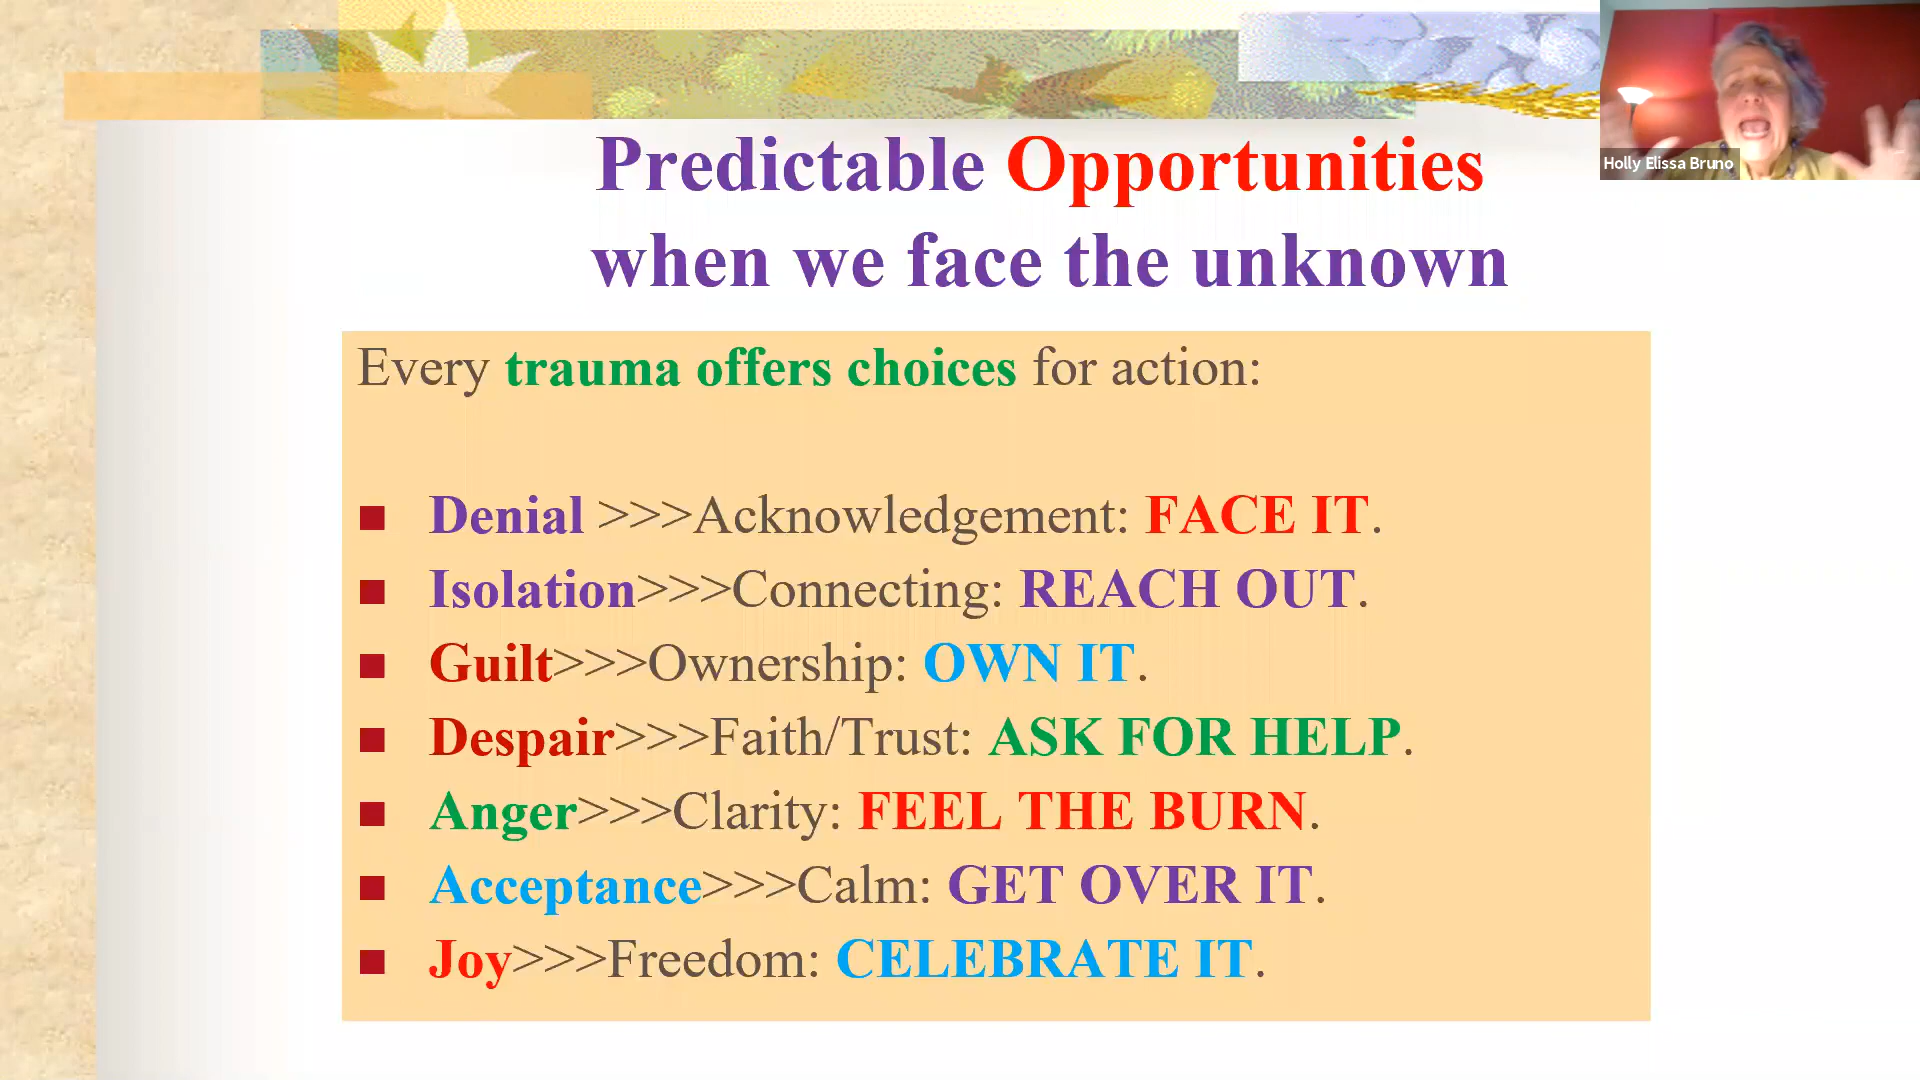 Predictable Opportunities
when we face the unknown
Holly Elissa Bruno
Every trauma offers choices for action:
■ Denial >>>Acknowledgement: FACE IT.
■ Isolation>>>Connecting: REACH OUT.
■ Guilt>>>Ownership: OWN IT.
■ Despair>>>Faith/Trust: ASK FOR HELP.
■ Anger>>>Clarity: FEEL THE BURN.
■ Acceptance>>>Calm: GET OVER IT.
■ Joy>>>Freedom: CELEBRATE IT.